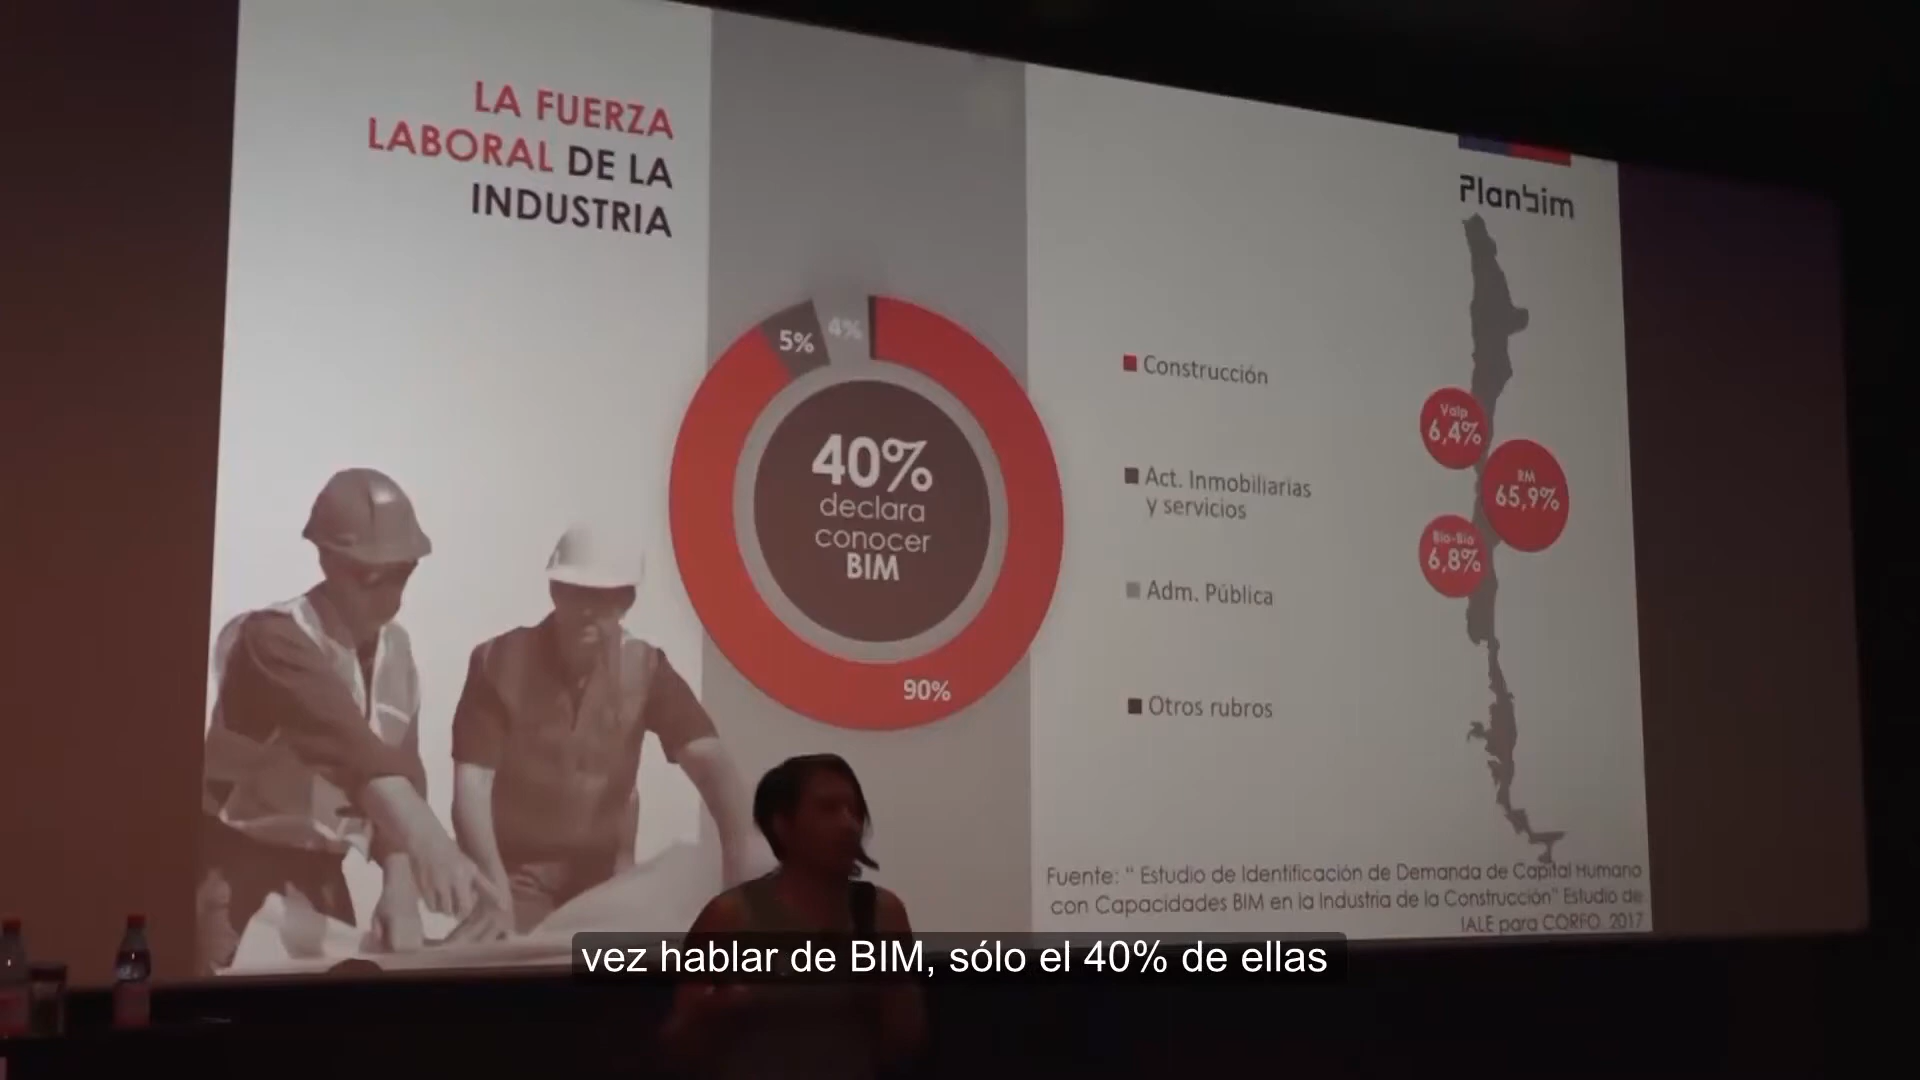 LA FUERZA
LABORAL DE LA
INDUSTRIA
Planbim
5%
4%
40%
declara
conocer
BIM
90%
Construcción
Act. Inmobiliarias
y servicios
Adm. Pública
Otros rubros
Valp
6,4%
RM
65,9%
Bio-Bio
6,8%
Fuente: " Estudio de Identificación de Demanda de Capital Humano
con Capacidades BIM en la Industria de la Construcción" Estudio de
IALE para CORFO. 2017
vez hablar de BIM, sólo el 40% de ellas